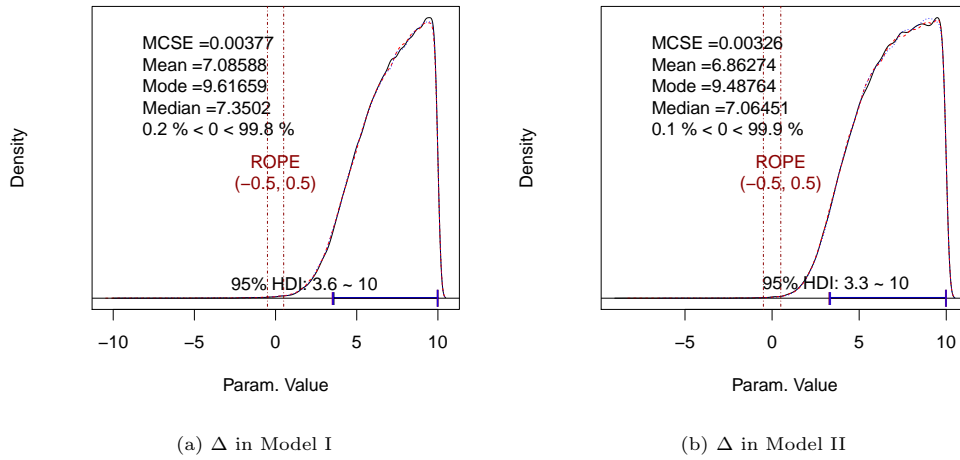 Density
MCSE =0.00377
Mean =7.08588
Mode =9.61659
Median =7.3502
0.2 % < 0 < 99.8 %
ROPE
(−0.5, 0.5)
95% HDI: 3.6 ~ 10
−10 −5 0 5 10
Param. Value
(a) Δ in Model I
Density
MCSE =0.00326
Mean =6.86274
Mode =9.48764
Median =7.06451
0.1 % < 0 < 99.9 %
ROPE
(−0.5, 0.5)
95% HDI: 3.3 ~ 10
−5 0 5 10
Param. Value
(b) Δ in Model II